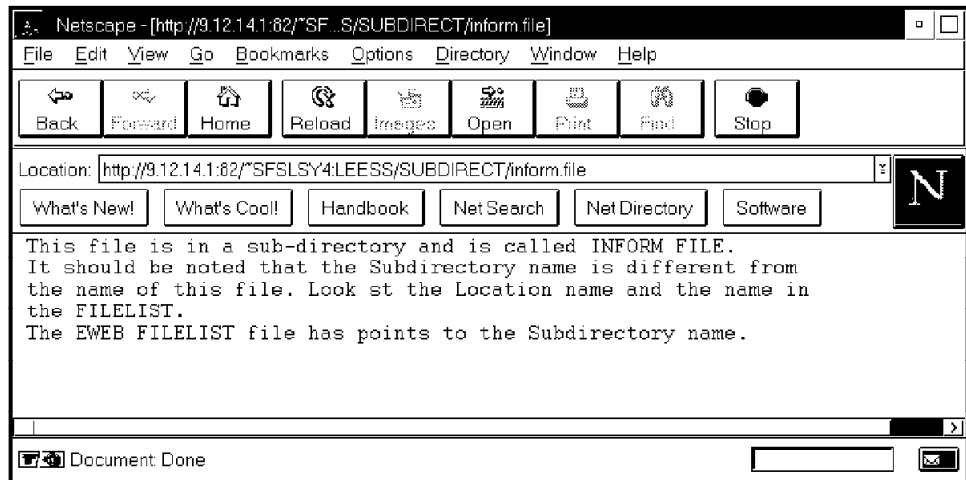 Netscape - [http://9.12.14.1:82/~SF...S/SUBDIRECT/inform.file]
File Edit View Go Bookmarks Options Directory Window Help
Back Forward Home Reload Images Open Print Find Stop
Location: http://9.12.14.1:82/~SFSLSY4:LEESS/SUBDIRECT/inform.file
N
What's New! What's Cool! Handbook Net Search Net Directory Software
This file is in a sub-directory and is called INFORM FILE.
It should be noted that the Subdirectory name is different from
the name of this file. Look st the Location name and the name in
the FILELIST.
The EWEB FILELIST file has points to the Subdirectory name.
Document: Done